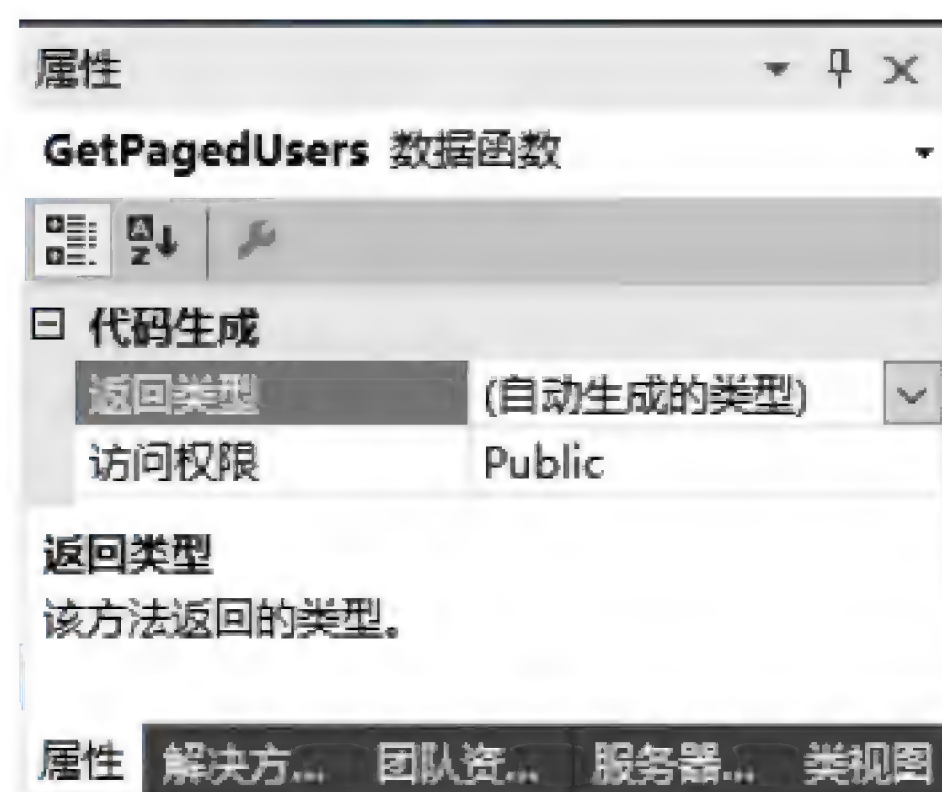 属性
GetPagedUsers 数据函数
代码生成
返回类型 (自动生成的类型)
访问权限 Public
返回类型
该方法返回的类型。
属性 解决方... 团队资... 服务器... 类视图